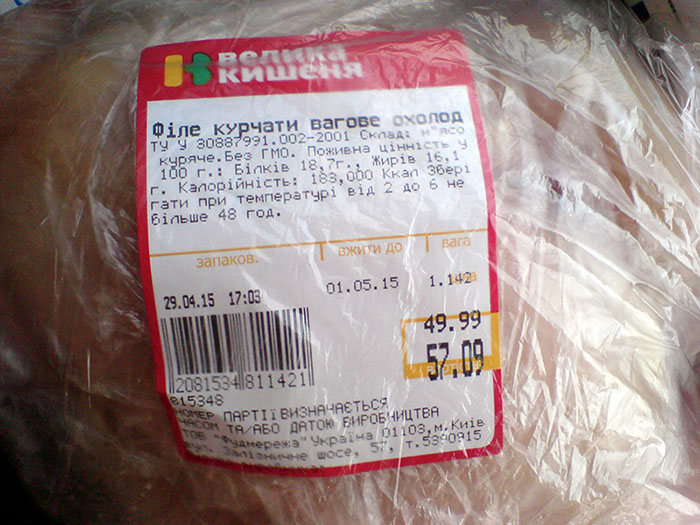 велика
кишеня
Філе курчати вагове охолод
ТУ У 30887991.002-2001 Склад: м"ясо
куряче.Без ГМО. Поживна цінність у
100 г.: Білків 18,7г., Жирів 16,1
г. Калорійність: 183,000 Ккал Збері
гати при температурі від 2 до 6 не
більше 48 год.
запаков. вжити до вага
29.04.15 17:03 01.05.15 1.142
49.99
57.09
2081534 811421
815348
НОМЕР ПАРТІЇ ВИЗНАЧАЄТЬСЯ
ЧАСОМ ТА/АБО ДАТОЮ ВИРОБНИЦТВА
ТОВ "Фудмережа"Україна 01103,м.Київ
вул. Залізничне шосе, 57, т.5390915